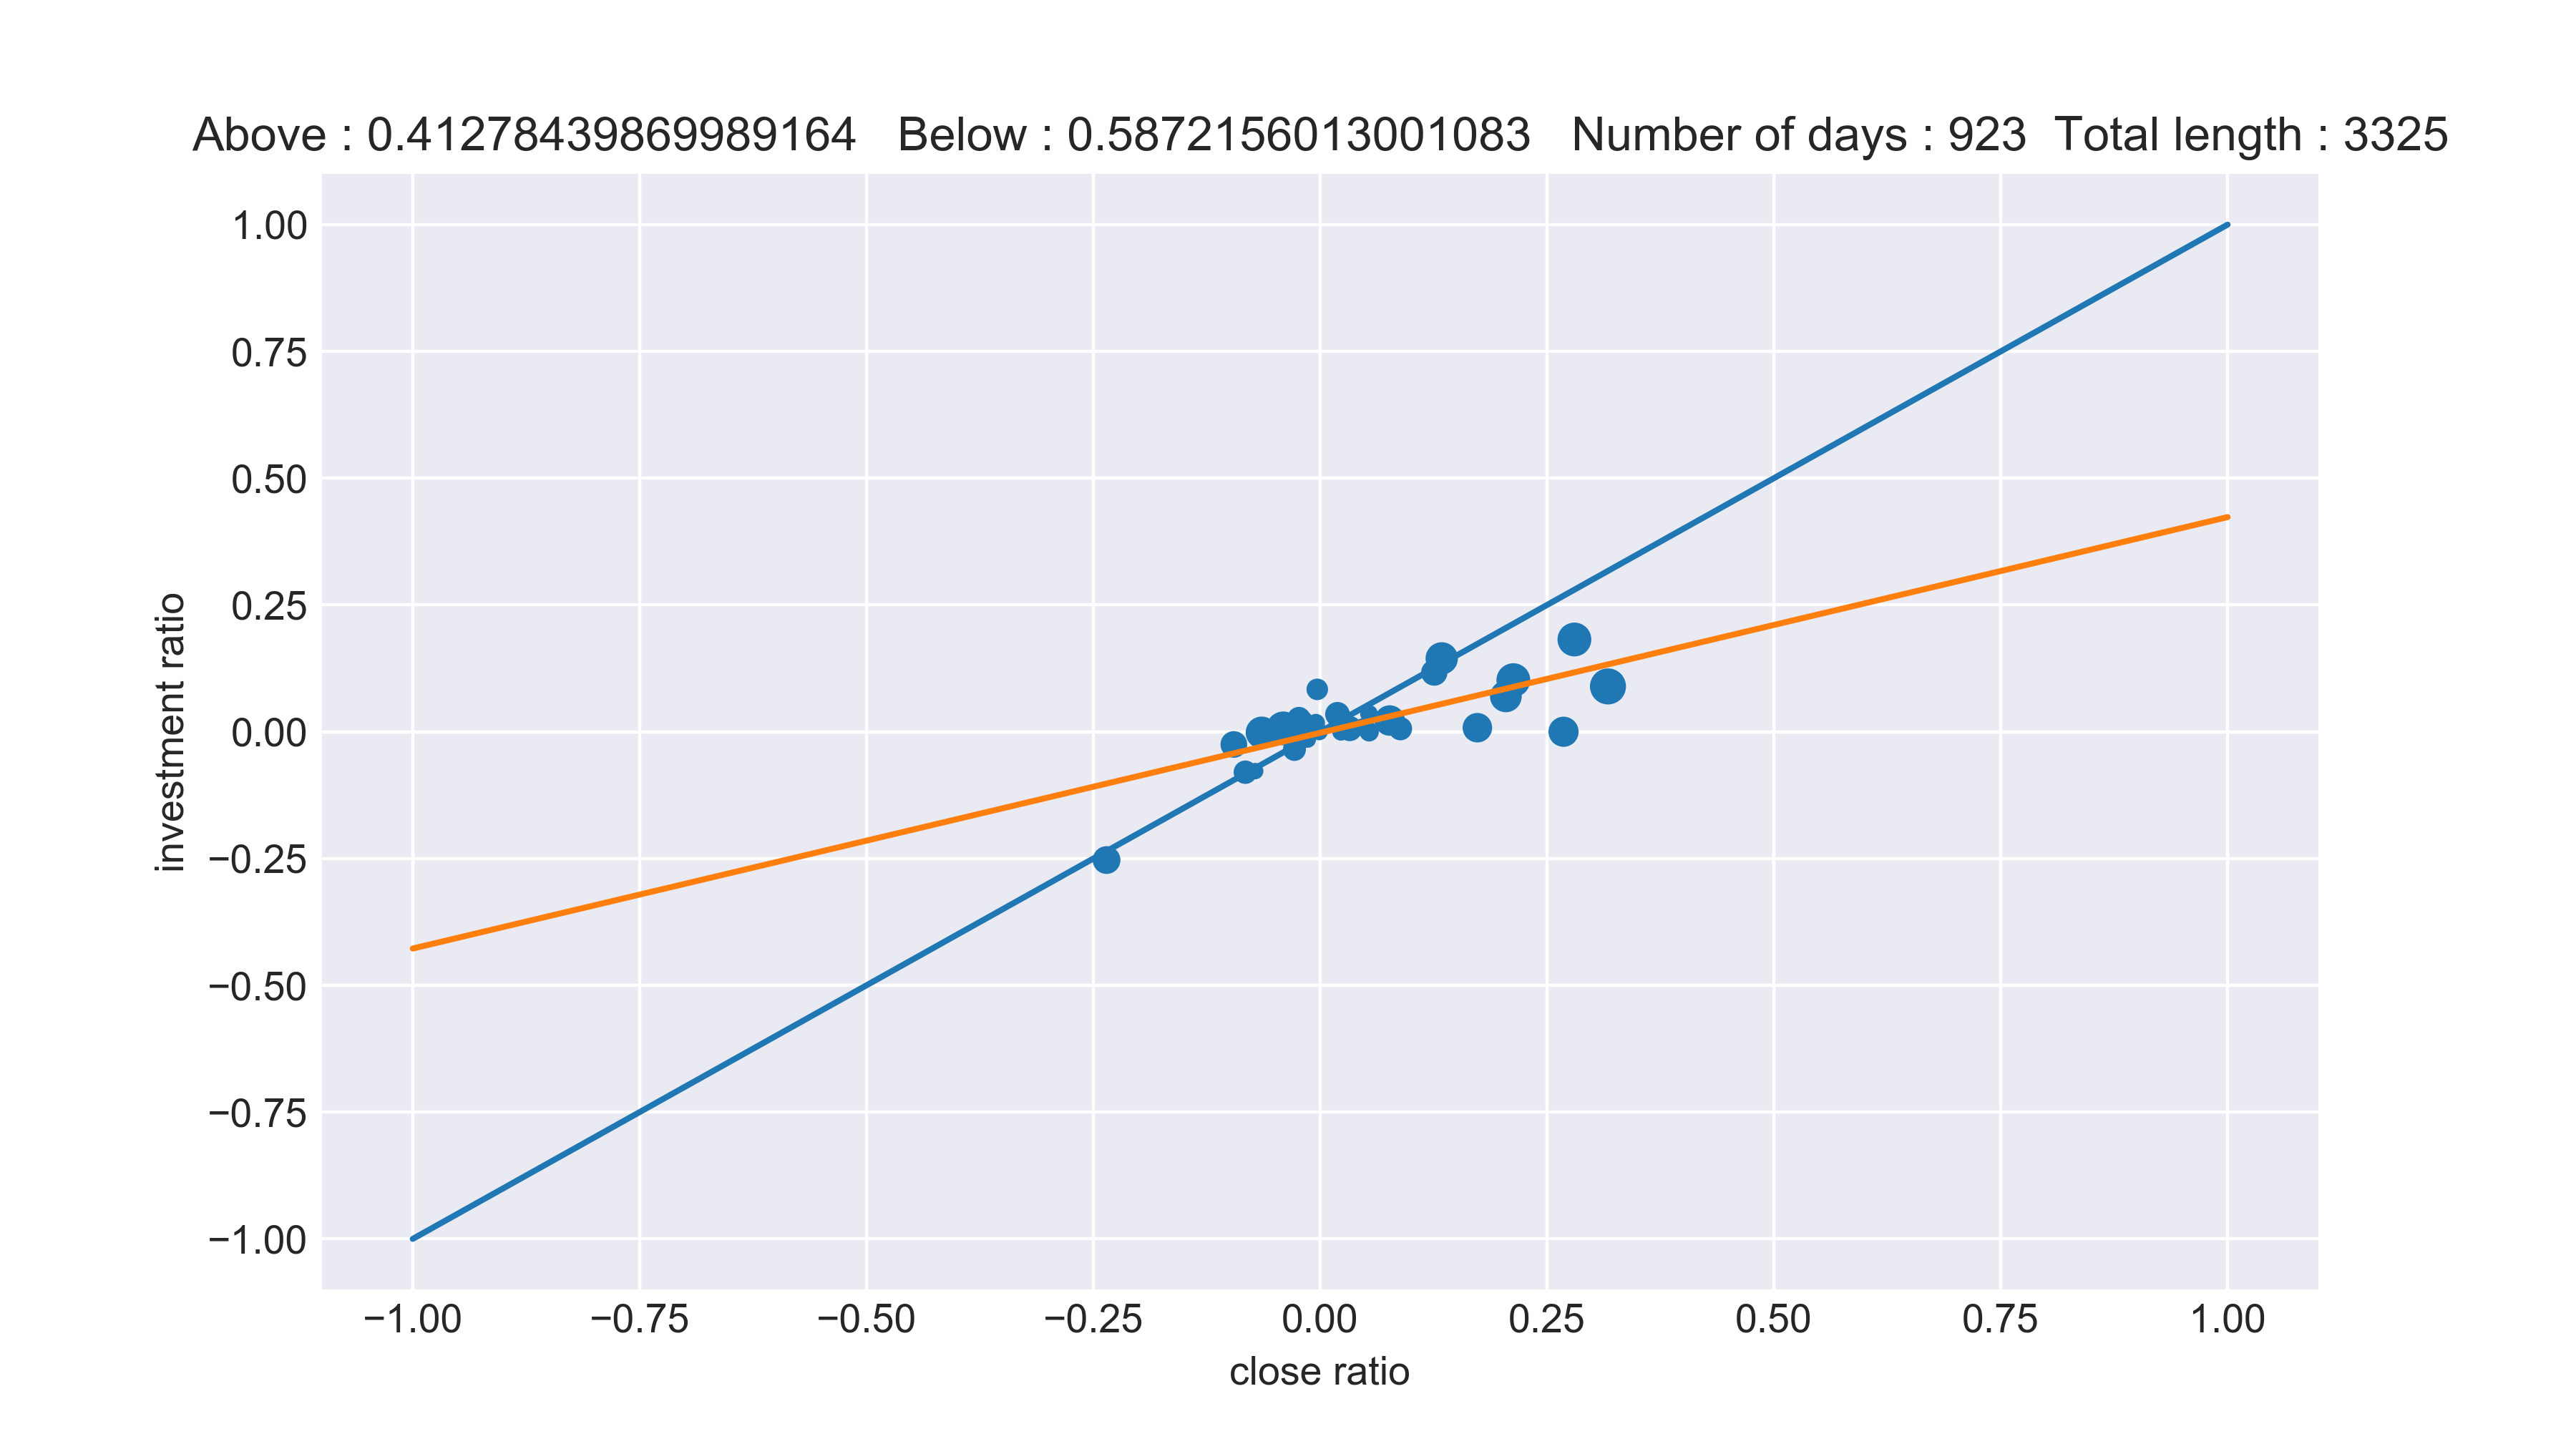 Above : 0.41278439869989164   Below : 0.5872156013001083   Number of days : 923  Total length : 3325
1.00
0.75
0.50
0.25
0.00
−0.25
−0.50
−0.75
−1.00
investment ratio
−1.00 −0.75 −0.50 −0.25 0.00 0.25 0.50 0.75 1.00
close ratio